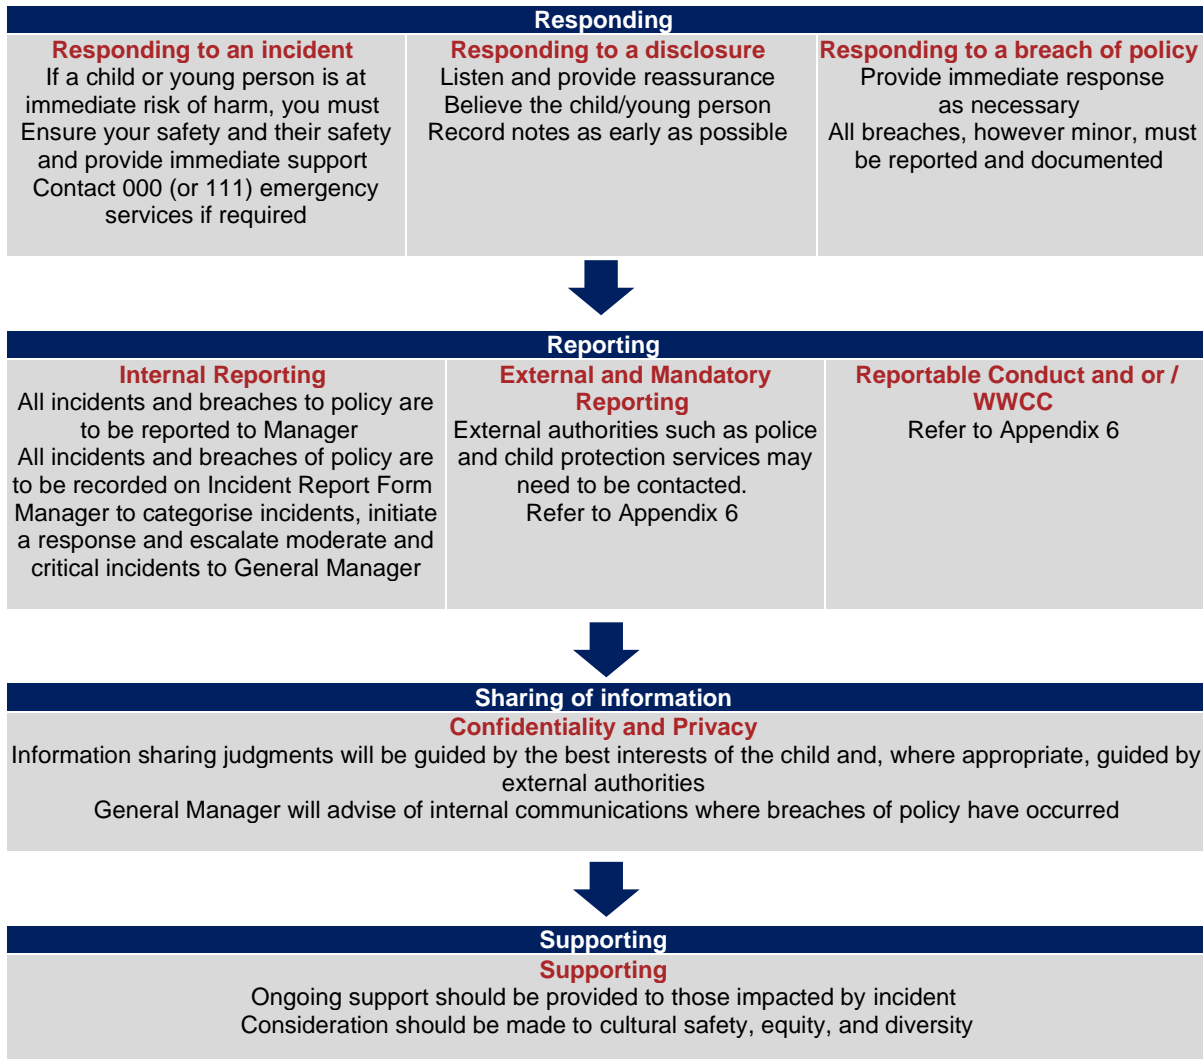 Responding
Responding to an incident
If a child or young person is at
immediate risk of harm, you must
Ensure your safety and their safety
and provide immediate support
Contact 000 (or 111) emergency
services if required
Responding to a disclosure
Listen and provide reassurance
Believe the child/young person
Record notes as early as possible
Responding to a breach of policy
Provide immediate response
as necessary
All breaches, however minor, must
be reported and documented
Reporting
Internal Reporting
All incidents and breaches to policy are
to be reported to Manager
All incidents and breaches of policy are
to be recorded on Incident Report Form
Manager to categorise incidents, initiate
a response and escalate moderate and
critical incidents to General Manager
External and Mandatory
Reporting
External authorities such as police
and child protection services may
need to be contacted.
Refer to Appendix 6
Reportable Conduct and or /
WWCC
Refer to Appendix 6
Sharing of information
Confidentiality and Privacy
Information sharing judgments will be guided by the best interests of the child and, where appropriate, guided by
external authorities
General Manager will advise of internal communications where breaches of policy have occurred
Supporting
Supporting
Ongoing support should be provided to those impacted by incident
Consideration should be made to cultural safety, equity, and diversity